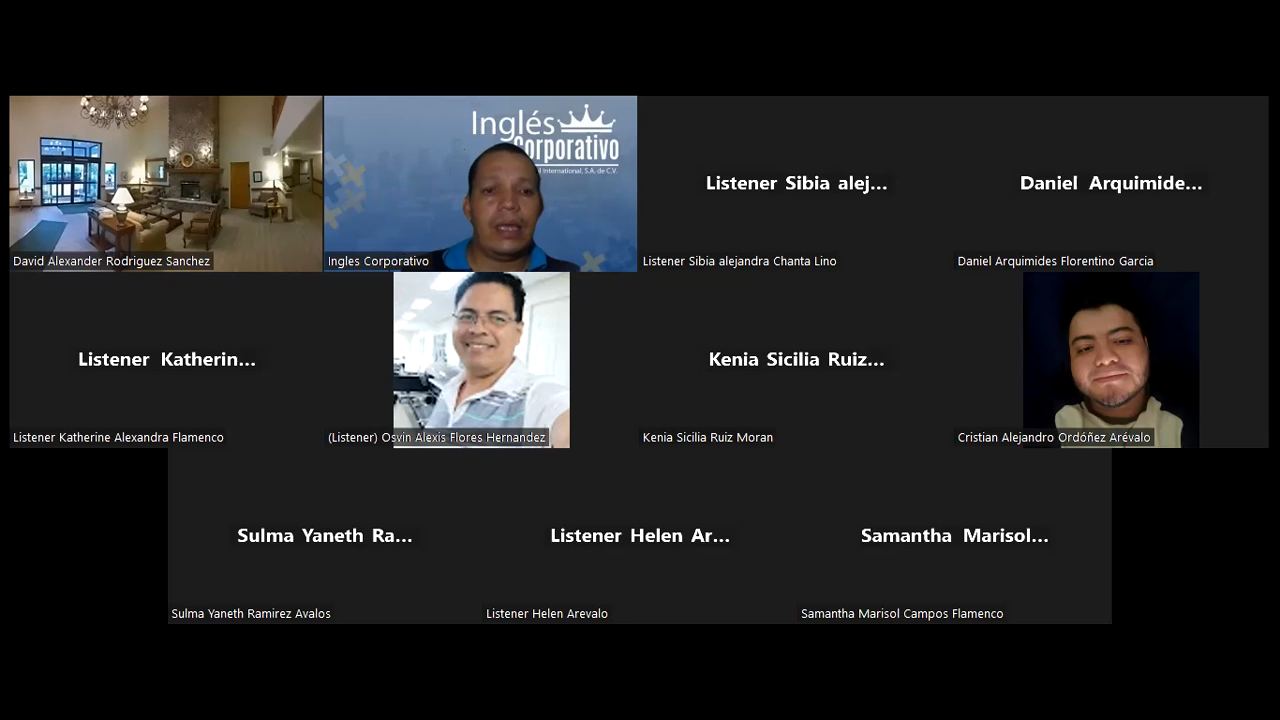 Inglés
Corporativo
l International, S.A. de C.V.
Listener Sibia alej...
Daniel Arquimide...
David Alexander Rodriguez Sanchez
Ingles Corporativo
Listener Sibia alejandra Chanta Lino
Daniel Arquimides Florentino Garcia
Listener Katherin...
Kenia Sicilia Ruiz...
Listener Katherine Alexandra Flamenco
(Listener) Osvin Alexis Flores Hernandez
Kenia Sicilia Ruiz Moran
Cristian Alejandro Ordóñez Arévalo
Sulma Yaneth Ra...
Listener Helen Ar...
Samantha Marisol...
Sulma Yaneth Ramirez Avalos
Listener Helen Arevalo
Samantha Marisol Campos Flamenco